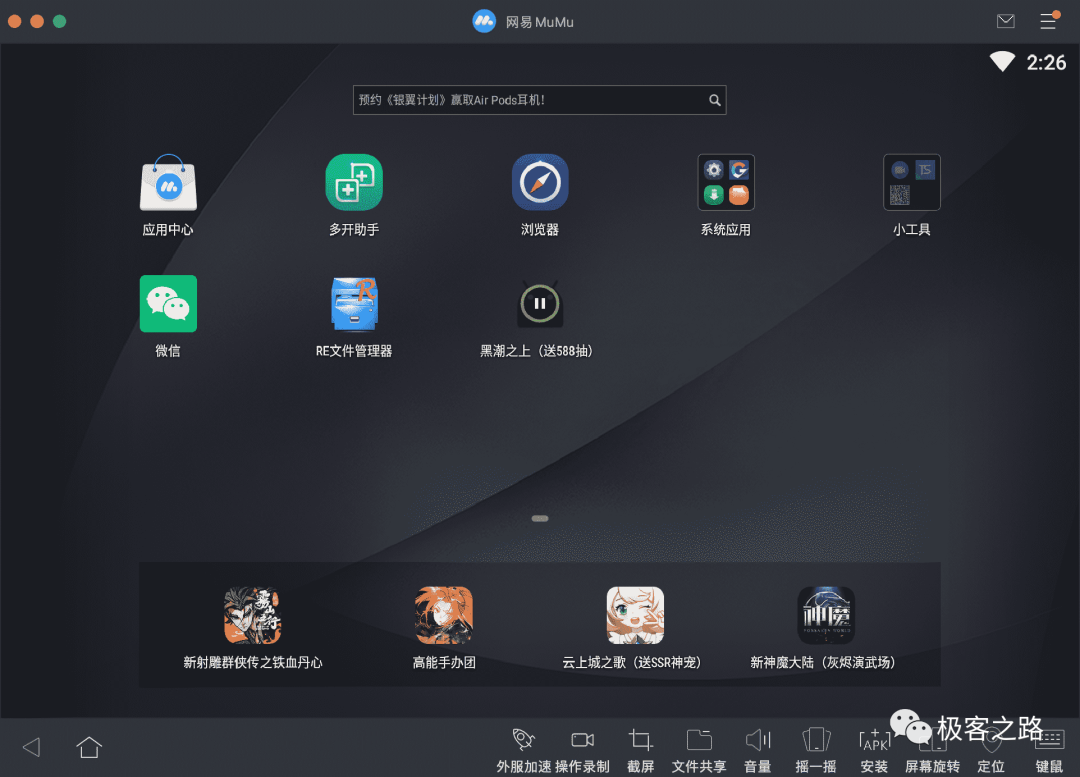 网易MuMu
2:26
预约《银翼计划》赢取Air Pods耳机!
应用中心
多开助手
浏览器
系统应用
小工具
微信
RE文件管理器
黑潮之上（送588抽）
新射雕群侠传之铁血丹心
高能手办团
云上城之歌（送SSR神宠）
新神魔大陆（灰烬演武场）
极客之路
APK
外服加速
操作录制
截屏
文件共享
音量
摇一摇
安装
屏幕旋转
定位
键鼠